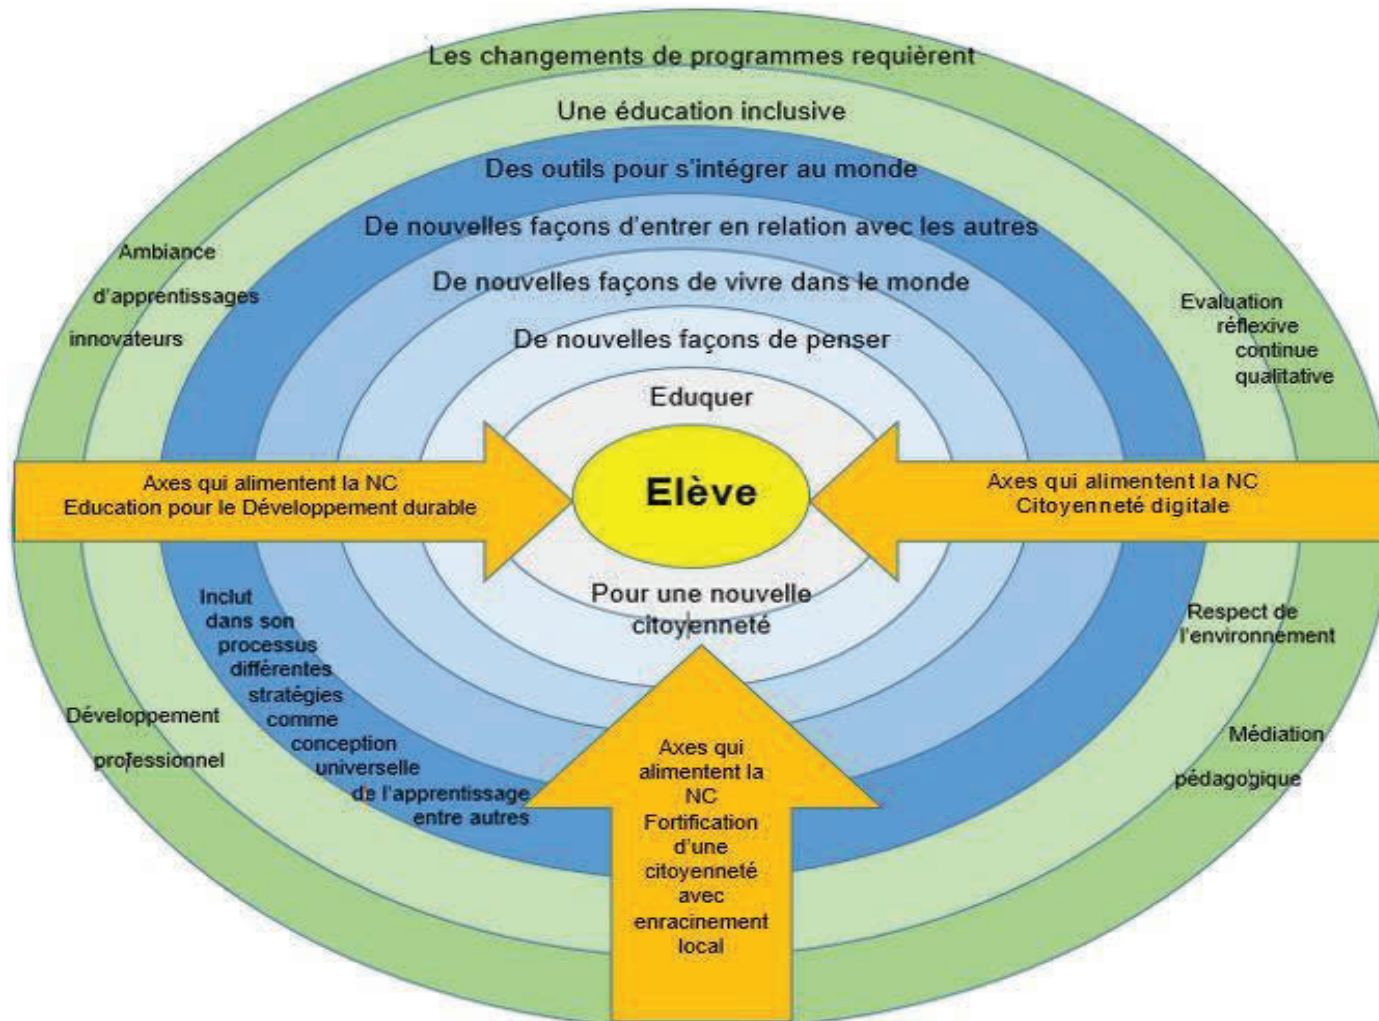 Les changements de programmes requièrent
Une éducation inclusive
Des outils pour s'intégrer au monde
De nouvelles façons d'entrer en relation avec les autres
De nouvelles façons de vivre dans le monde
De nouvelles façons de penser
Eduquer
Elève
Pour une nouvelle
citoyenneté
Ambiance
d'apprentissages
innovateurs
Evaluation
réflexive
continue
qualitative
Axes qui alimentent la NC
Education pour le Développement durable
Axes qui alimentent la NC
Citoyenneté digitale
Inclut
dans son
processus
différentes
stratégies
comme
conception
universelle
de l'apprentissage
entre autres
Respect de
l'environnement
Développement
professionnel
Médiation
pédagogique
Axes qui
alimentent la
NC
Fortification
d'une
citoyenneté
avec
enracinement
local